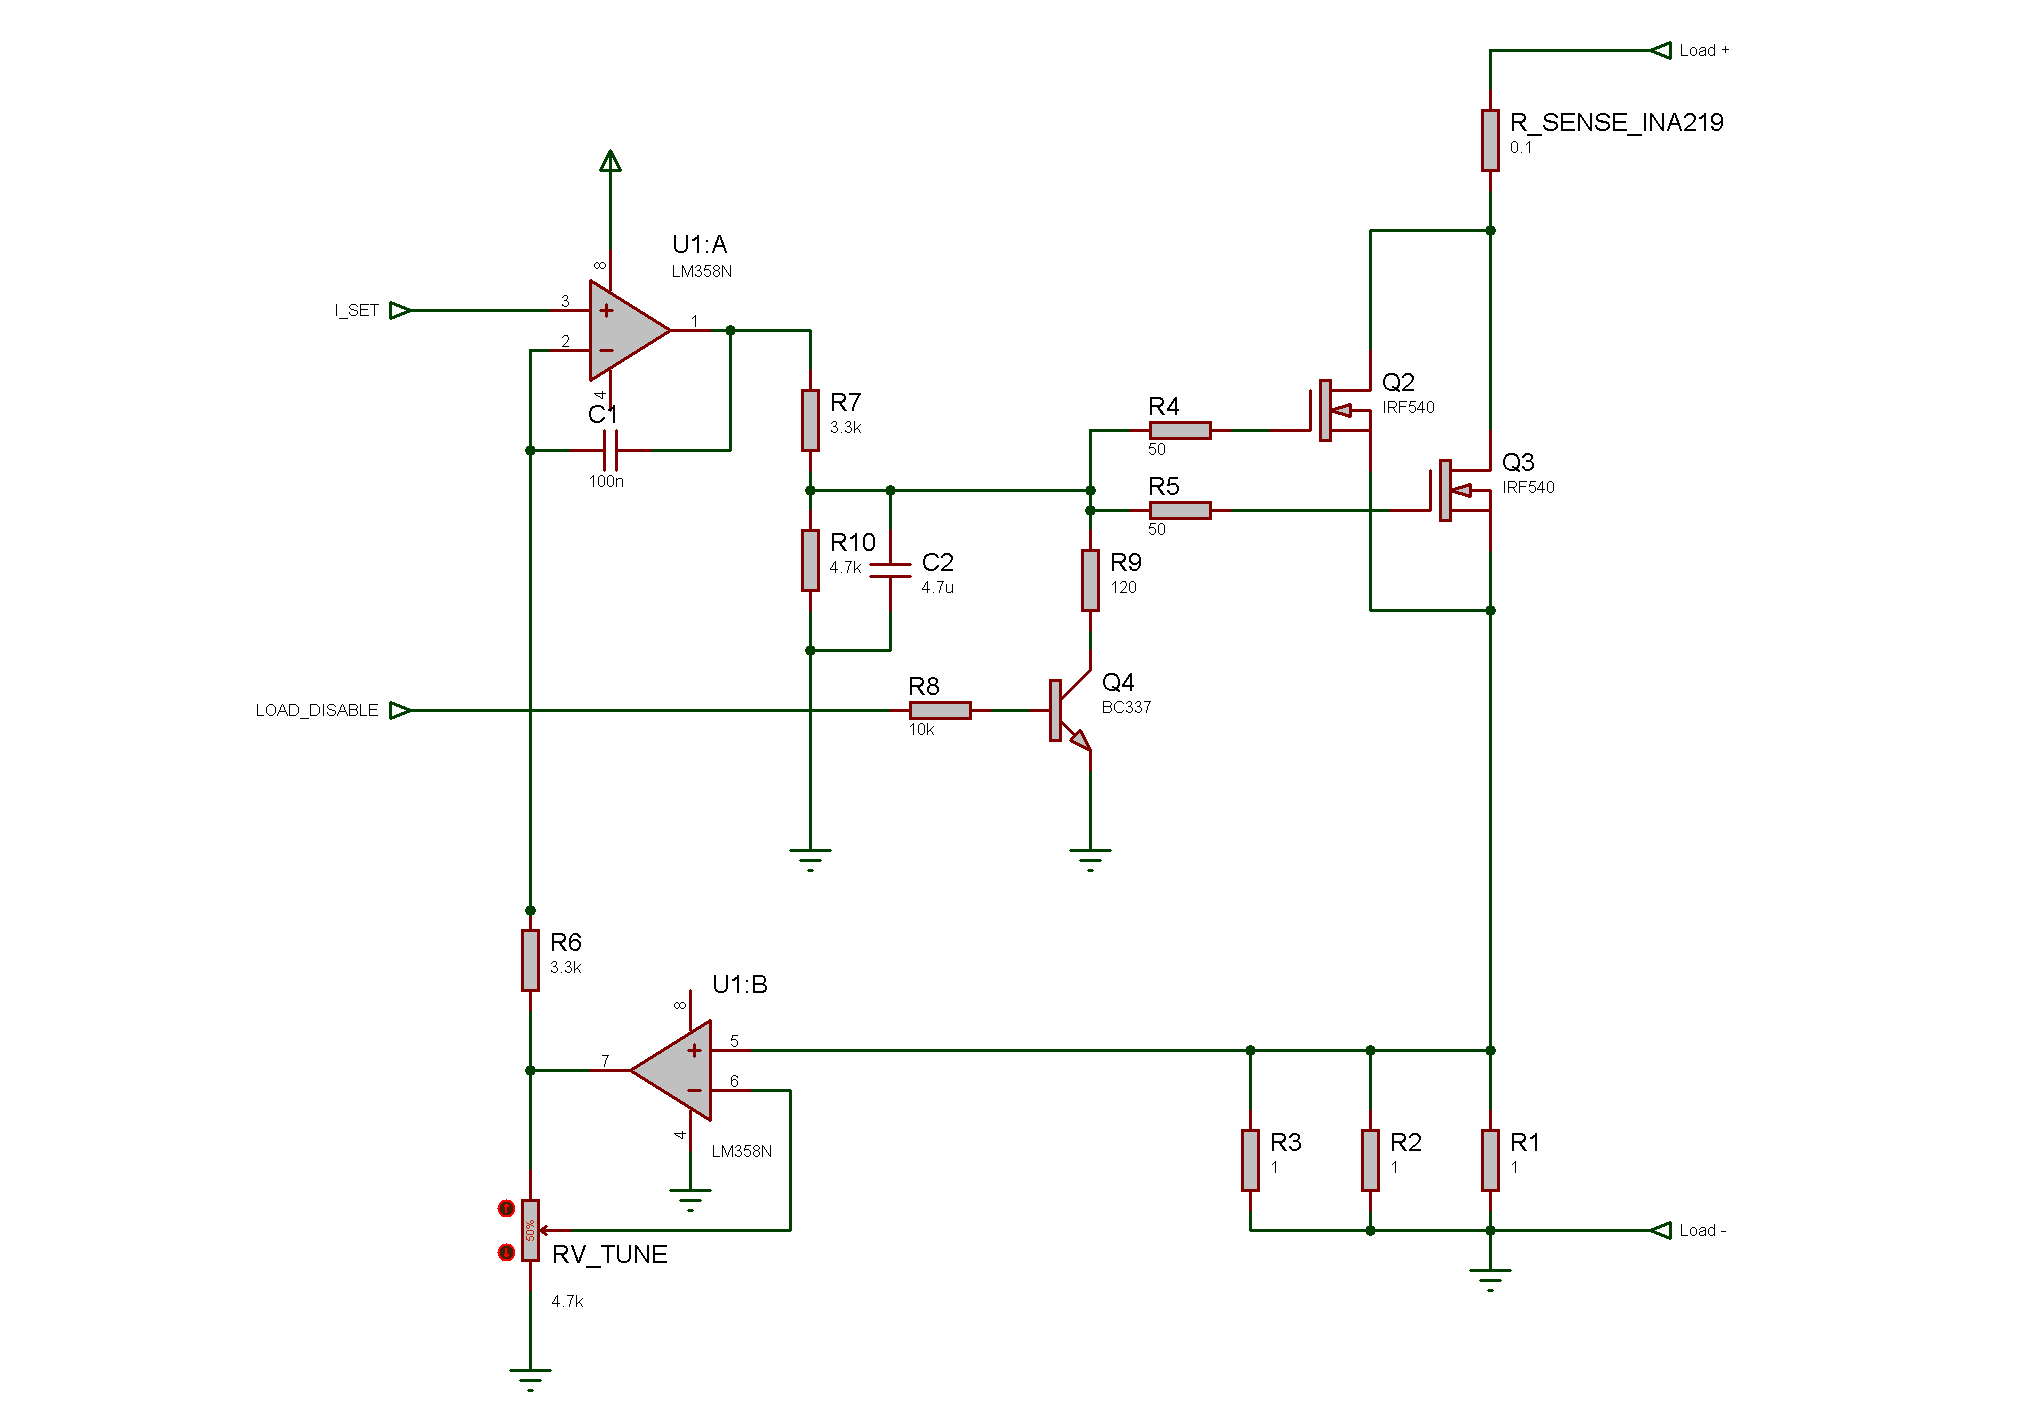 Load +
R_SENSE_INA219
0.1
U1:A
LM358N
8
I_SET
3
2
1
4
C1
100n
R7
3.3k
Q2
IRF540
R4
50
Q3
IRF540
R5
50
R10
4.7k
C2
4.7u
R9
120
LOAD_DISABLE
R8
10k
Q4
BC337
R6
3.3k
U1:B
8
5
7
6
4
LM358N
R3
1
R2
1
R1
1
50%
RV_TUNE
4.7k
Load -